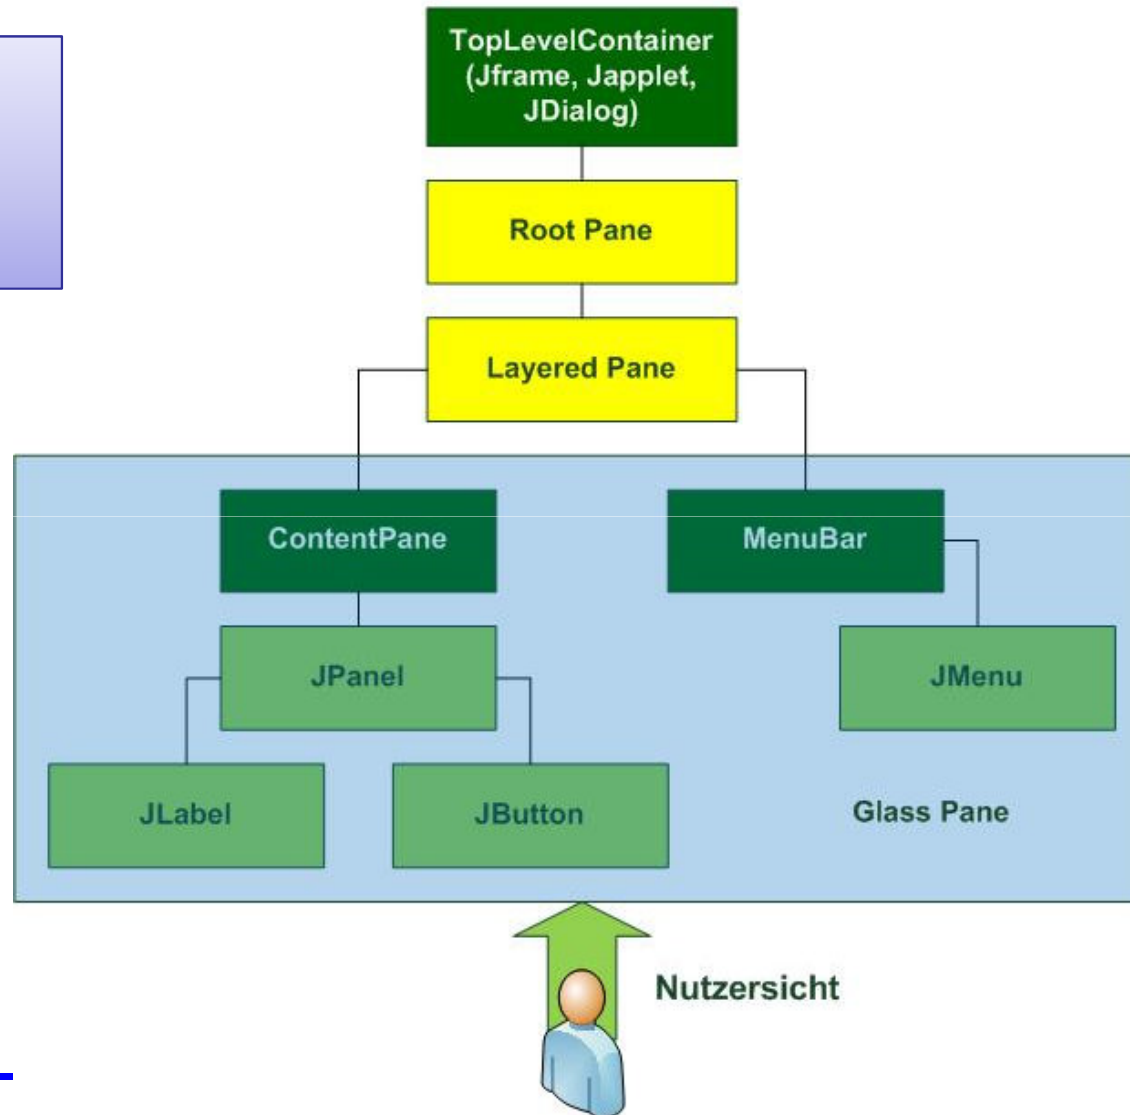 TopLevelContainer
(Jframe, Japplet,
JDialog)
Root Pane
Layered Pane
ContentPane
MenuBar
JPanel
JMenu
JLabel
JButton
Glass Pane
Nutzersicht